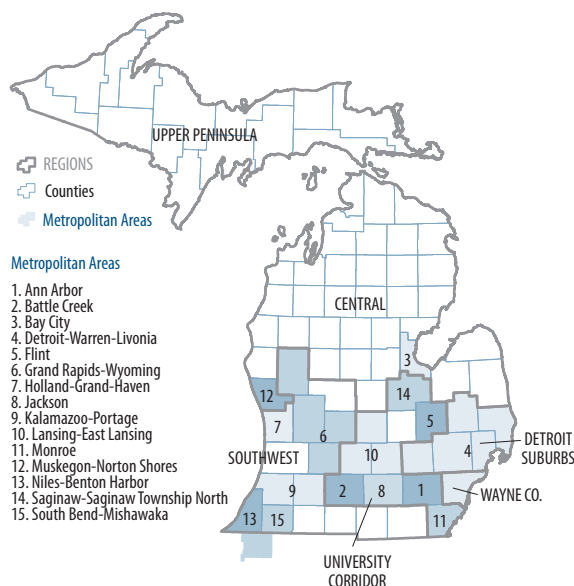 UPPER PENINSULA
REGIONS
Counties
Metropolitan Areas
Metropolitan Areas
1. Ann Arbor
2. Battle Creek
3. Bay City
4. Detroit-Warren-Livonia
5. Flint
6. Grand Rapids-Wyoming
7. Holland-Grand-Haven
8. Jackson
9. Kalamazoo-Portage
10. Lansing-East Lansing
11. Monroe
12. Muskegon-Norton Shores
13. Niles-Benton Harbor
14. Saginaw-Saginaw Township North
15. South Bend-Mishawaka
CENTRAL
3
12
14
7
6
5
SOUTHWEST
10
4
DETROIT
SUBURBS
9
2
8
1
WAYNE CO.
13
15
11
UNIVERSITY
CORRIDOR